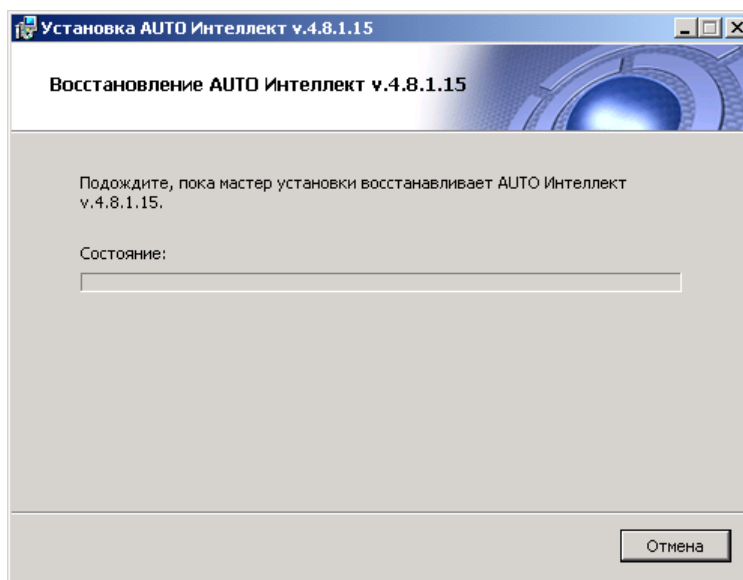 Установка AUTO Интеллект v.4.8.1.15
Восстановление AUTO Интеллект v.4.8.1.15
Подождите, пока мастер установки восстанавливает AUTO Интеллект
v.4.8.1.15.
Состояние:
Отмена